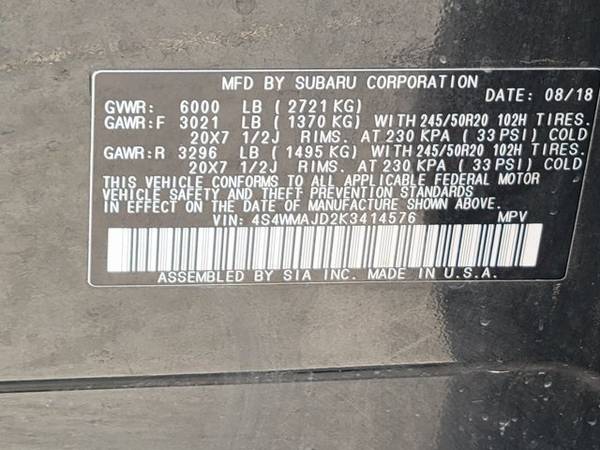 MFD BY SUBARU CORPORATION
DATE: 08/18
GVWR: 6000 LB (2721 KG)
GAWR:F 3021 LB (1370 KG) WITH 245/50R20 102H TIRES.
20X7 1/2J RIMS. AT 230 KPA (33 PSI) COLD
GAWR:R 3296 LB (1495 KG) WITH 245/50R20 102H TIRES.
20X7 1/2J RIMS. AT 230 KPA (33 PSI) COLD
THIS VEHICLE CONFORMS TO ALL APPLICABLE FEDERAL MOTOR
VEHICLE SAFETY AND THEFT PREVENTION STANDARDS
IN EFFECT ON THE DATE OF MANUFACTURE SHOWN ABOVE.
VIN: 4S4WMAJD2K3414576 MPV
ASSEMBLED BY SIA INC. MADE IN U.S.A.